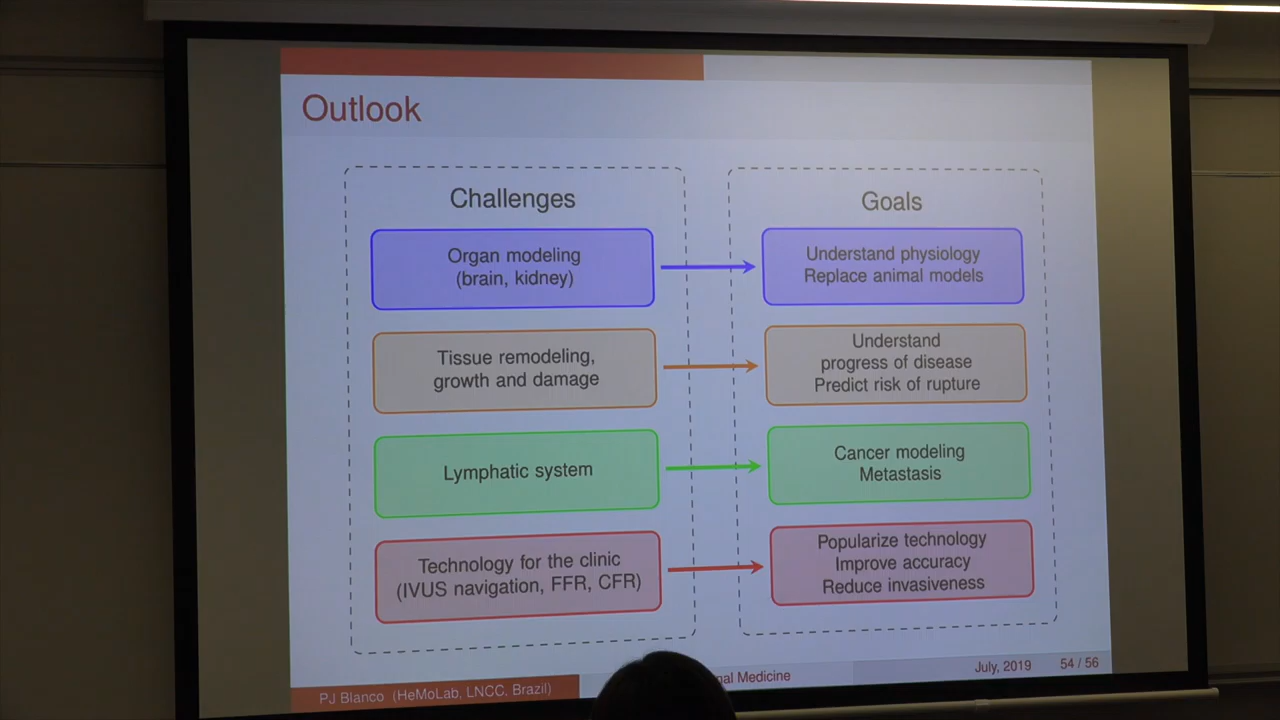 Outlook
Challenges
Organ modeling
(brain, kidney)
Tissue remodeling,
growth and damage
Lymphatic system
Technology for the clinic
(IVUS navigation, FFR, CFR)
Goals
Understand physiology
Replace animal models
Understand
progress of disease
Predict risk of rupture
Cancer modeling
Metastasis
Popularize technology
Improve accuracy
Reduce invasiveness
PJ Blanco (HeMoLab, LNCC, Brazil)
Medicine
July, 2019 54 / 56